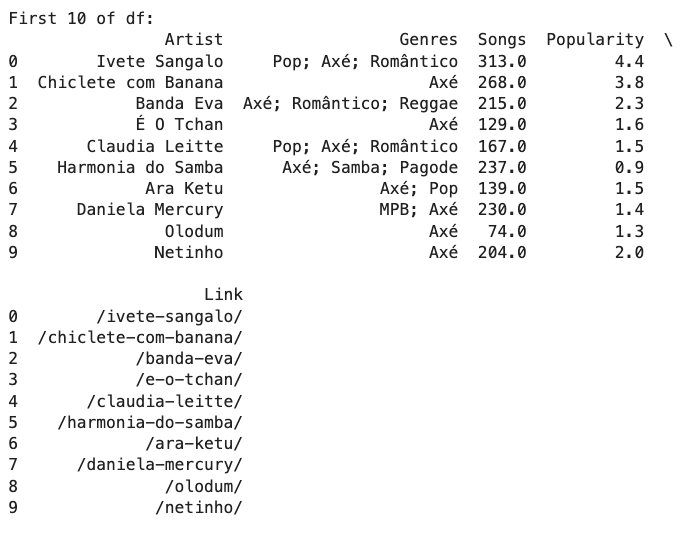 First 10 of df:
                Artist                  Genres  Songs  Popularity  \
0        Ivete Sangalo     Pop; Axé; Romântico  313.0         4.4
1  Chiclete com Banana                     Axé  268.0         3.8
2            Banda Eva  Axé; Romântico; Reggae  215.0         2.3
3            É O Tchan                     Axé  129.0         1.6
4       Claudia Leitte     Pop; Axé; Romântico  167.0         1.5
5    Harmonia do Samba      Axé; Samba; Pagode  237.0         0.9
6             Ara Ketu                Axé; Pop  139.0         1.5
7       Daniela Mercury                MPB; Axé  230.0         1.4
8               Olodum                     Axé   74.0         1.3
9              Netinho                     Axé  204.0         2.0
                    Link
0        /ivete-sangalo/
1  /chiclete-com-banana/
2            /banda-eva/
3            /e-o-tchan/
4       /claudia-leitte/
5    /harmonia-do-samba/
6             /ara-ketu/
7      /daniela-mercury/
8               /olodum/
9              /netinho/